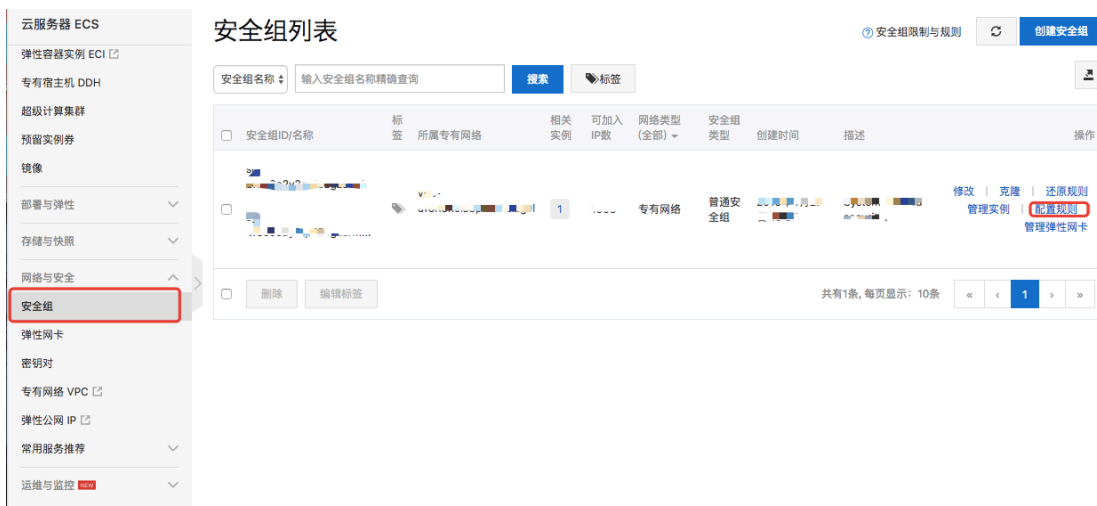 云服务器 ECS
弹性容器实例 ECI
专有宿主机 DDH
超级计算集群
预留实例券
镜像
部署与弹性
存储与快照
网络与安全
安全组
弹性网卡
密钥对
专有网络 VPC
弹性公网 IP
常用服务推荐
运维与监控 NEW
安全组列表
安全组限制与规则
创建安全组
安全组名称 输入安全组名称精确查询 搜索 标签
安全组ID/名称 标签 所属专有网络 相关实例 可加入IP数 网络类型(全部) 安全组类型 创建时间 描述 操作
1 专有网络 普通安全组
修改 | 克隆 | 还原规则
管理实例 | 配置规则
管理弹性网卡
删除 编辑标签 共有1条, 每页显示：10条 « ‹ 1 › »